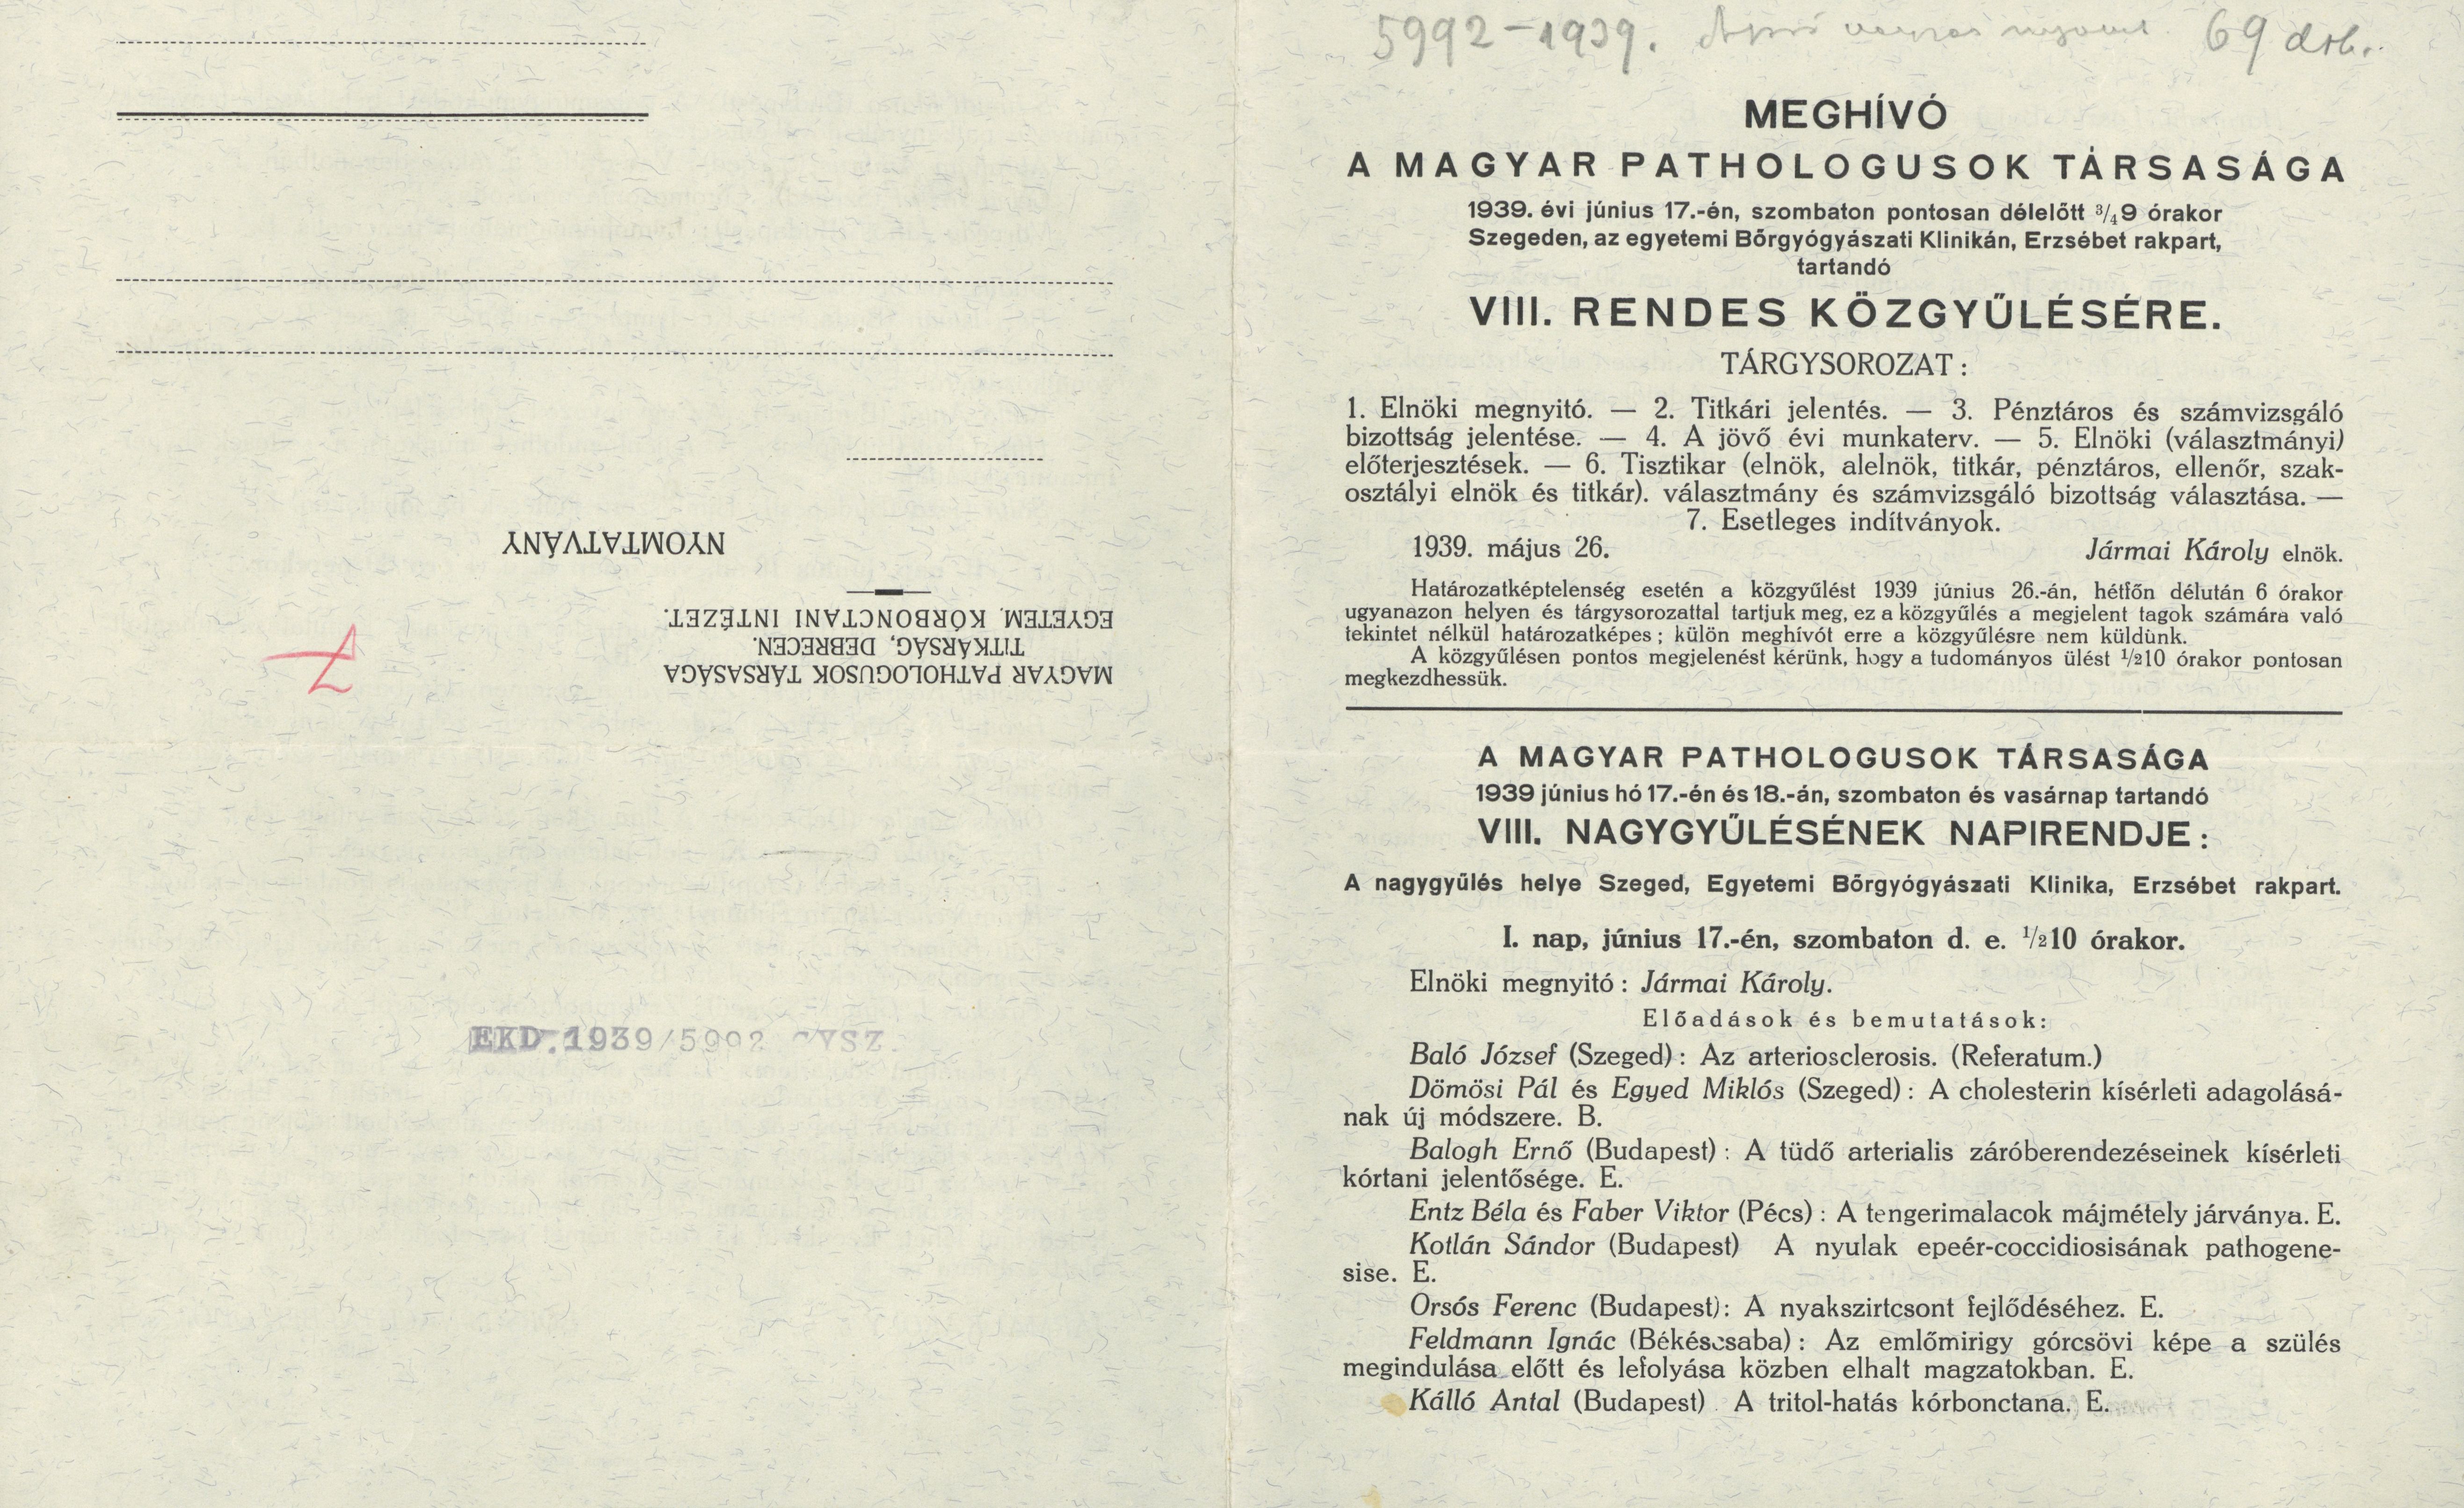 5992-1939. 69 drb.
MEGHÍVÓ
A MAGYAR PATHOLOGUSOK TÁRSASÁGA
1939. évi június 17.-én, szombaton pontosan délelőtt 3/4 9 órakor
Szegeden, az egyetemi Bőrgyógyászati Klinikán, Erzsébet rakpart,
tartandó
VIII. RENDES KÖZGYŰLÉSÉRE.
TÁRGYSOROZAT:
1. Elnöki megnyitó. — 2. Titkári jelentés. — 3. Pénztáros és számvizsgáló
bizottság jelentése. — 4. A jövő évi munkaterv. — 5. Elnöki (választmányi)
előterjesztések. — 6. Tisztikar (elnök, alelnök, titkár, pénztáros, ellenőr, szak-
osztályi elnök és titkár). választmány és számvizsgáló bizottság választása. —
7. Esetleges indítványok.
1939. május 26. Jármai Károly elnök.
Határozatképtelenség esetén a közgyűlést 1939 június 26.-án, hétfőn délután 6 órakor
ugyanazon helyen és tárgysorozattal tartjuk meg, ez a közgyűlés a megjelent tagok számára való
tekintet nélkül határozatképes; külön meghívót erre a közgyűlésre nem küldünk.
A közgyűlésen pontos megjelenést kérünk, hogy a tudományos ülést 1/2 10 órakor pontosan
megkezdhessük.
A MAGYAR PATHOLOGUSOK TÁRSASÁGA
1939 június hó 17.-én és 18.-án, szombaton és vasárnap tartandó
VIII. NAGYGYŰLÉSÉNEK NAPIRENDJE:
A nagygyűlés helye Szeged, Egyetemi Bőrgyógyászati Klinika, Erzsébet rakpart.
I. nap, június 17.-én, szombaton d. e. 1/2 10 órakor.
Elnöki megnyitó: Jármai Károly.
Előadások és bemutatások:
Baló József (Szeged): Az arteriosclerosis. (Referatum.)
Dömösi Pál és Egyed Miklós (Szeged): A cholesterin kísérleti adagolásá-
nak új módszere. B.
Balogh Ernő (Budapest): A tüdő arterialis záróberendezéseinek kísérleti
kórtani jelentősége. E.
Entz Béla és Faber Viktor (Pécs): A tengerimalacok májmétely járványa. E.
Kotlán Sándor (Budapest) A nyulak epeér-coccidiosisának pathogene-
sise. E.
Orsós Ferenc (Budapest): A nyakszirtcsont fejlődéséhez. E.
Feldmann Ignác (Békéscsaba): Az emlőmirigy górcsövi képe a szülés
megindulása előtt és lefolyása közben elhalt magzatokban. E.
Kálló Antal (Budapest) A tritol-hatás kórbonctana. E.
MAGYAR PATHOLOGUSOK TÁRSASÁGA
TITKÁRSÁG, DEBRECEN.
EGYETEM. KÓRBONCTANI INTÉZET.
NYOMTATVÁNY
7
EKD. 1939/5992 GYSZ.